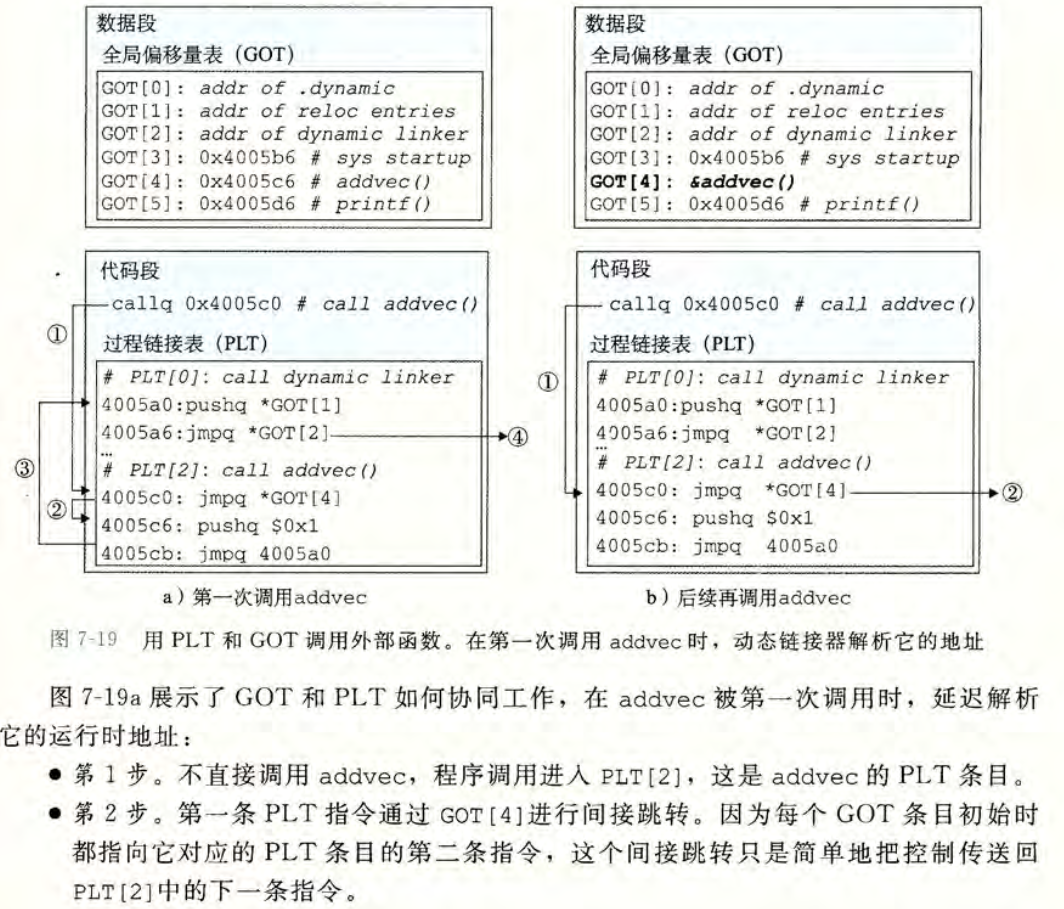 数据段
全局偏移量表（GOT）
GOT[0]: addr of .dynamic
GOT[1]: addr of reloc entries
GOT[2]: addr of dynamic linker
GOT[3]: 0x4005b6 # sys startup
GOT[4]: 0x4005c6 # addvec()
GOT[5]: 0x4005d6 # printf()
代码段
callq 0x4005c0 # call addvec()
①
过程链接表（PLT）
# PLT[0]: call dynamic linker
4005a0:pushq *GOT[1]
4005a6:jmpq *GOT[2]
④
…
③
# PLT[2]: call addvec()
4005c0: jmpq *GOT[4]
②
4005c6: pushq $0x1
4005cb: jmpq 4005a0
a）第一次调用addvec
数据段
全局偏移量表（GOT）
GOT[0]: addr of .dynamic
GOT[1]: addr of reloc entries
GOT[2]: addr of dynamic linker
GOT[3]: 0x4005b6 # sys startup
GOT[4]: &addvec()
GOT[5]: 0x4005d6 # printf()
代码段
callq 0x4005c0 # call addvec()
过程链接表（PLT）
①
# PLT[0]: call dynamic linker
4005a0:pushq *GOT[1]
4005a6:jmpq *GOT[2]
…
# PLT[2]: call addvec()
4005c0: jmpq *GOT[4]
②
4005c6: pushq $0x1
4005cb: jmpq 4005a0
b）后续再调用addvec
图 7-19 用 PLT 和 GOT 调用外部函数。在第一次调用 addvec 时，动态链接器解析它的地址
图 7-19a 展示了 GOT 和 PLT 如何协同工作，在 addvec 被第一次调用时，延迟解析
它的运行时地址：
● 第 1 步。不直接调用 addvec，程序调用进入 PLT[2]，这是 addvec 的 PLT 条目。
● 第 2 步。第一条 PLT 指令通过 GOT[4]进行间接跳转。因为每个 GOT 条目初始时
都指向它对应的 PLT 条目的第二条指令，这个间接跳转只是简单地把控制传送回
PLT[2]中的下一条指令。